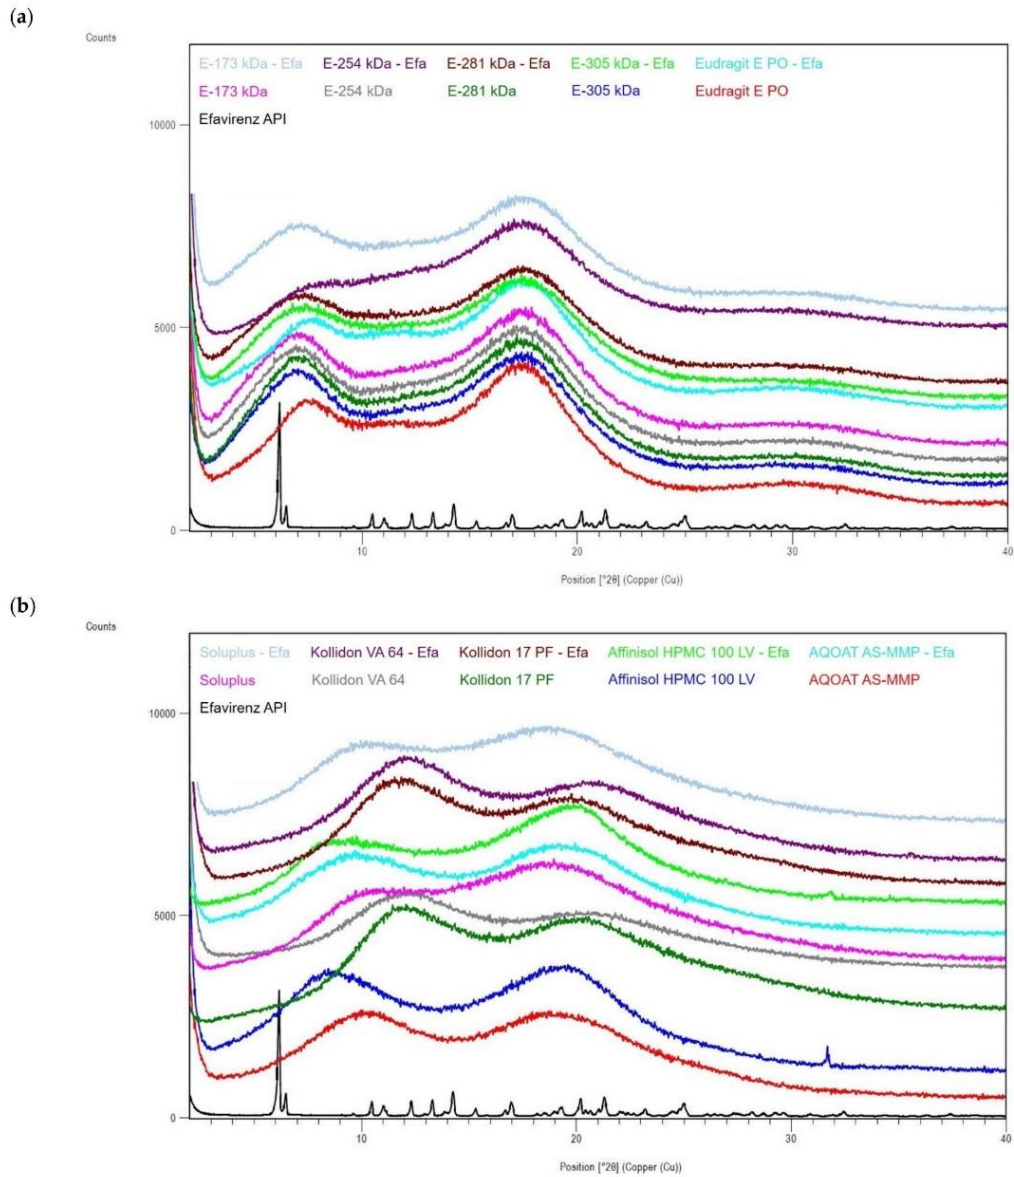 (a)
Counts
E-173 kDa - Efa E-254 kDa - Efa E-281 kDa - Efa E-305 kDa - Efa Eudragit E PO - Efa
E-173 kDa E-254 kDa E-281 kDa E-305 kDa Eudragit E PO
Efavirenz API
10000
5000
0
10 20 30 40
Position [°2θ] (Copper (Cu))
(b)
Counts
Soluplus - Efa Kollidon VA 64 - Efa Kollidon 17 PF - Efa Affinisol HPMC 100 LV - Efa AQOAT AS-MMP - Efa
Soluplus Kollidon VA 64 Kollidon 17 PF Affinisol HPMC 100 LV AQOAT AS-MMP
Efavirenz API
10000
5000
0
10 20 30 40
Position [°2θ] (Copper (Cu))